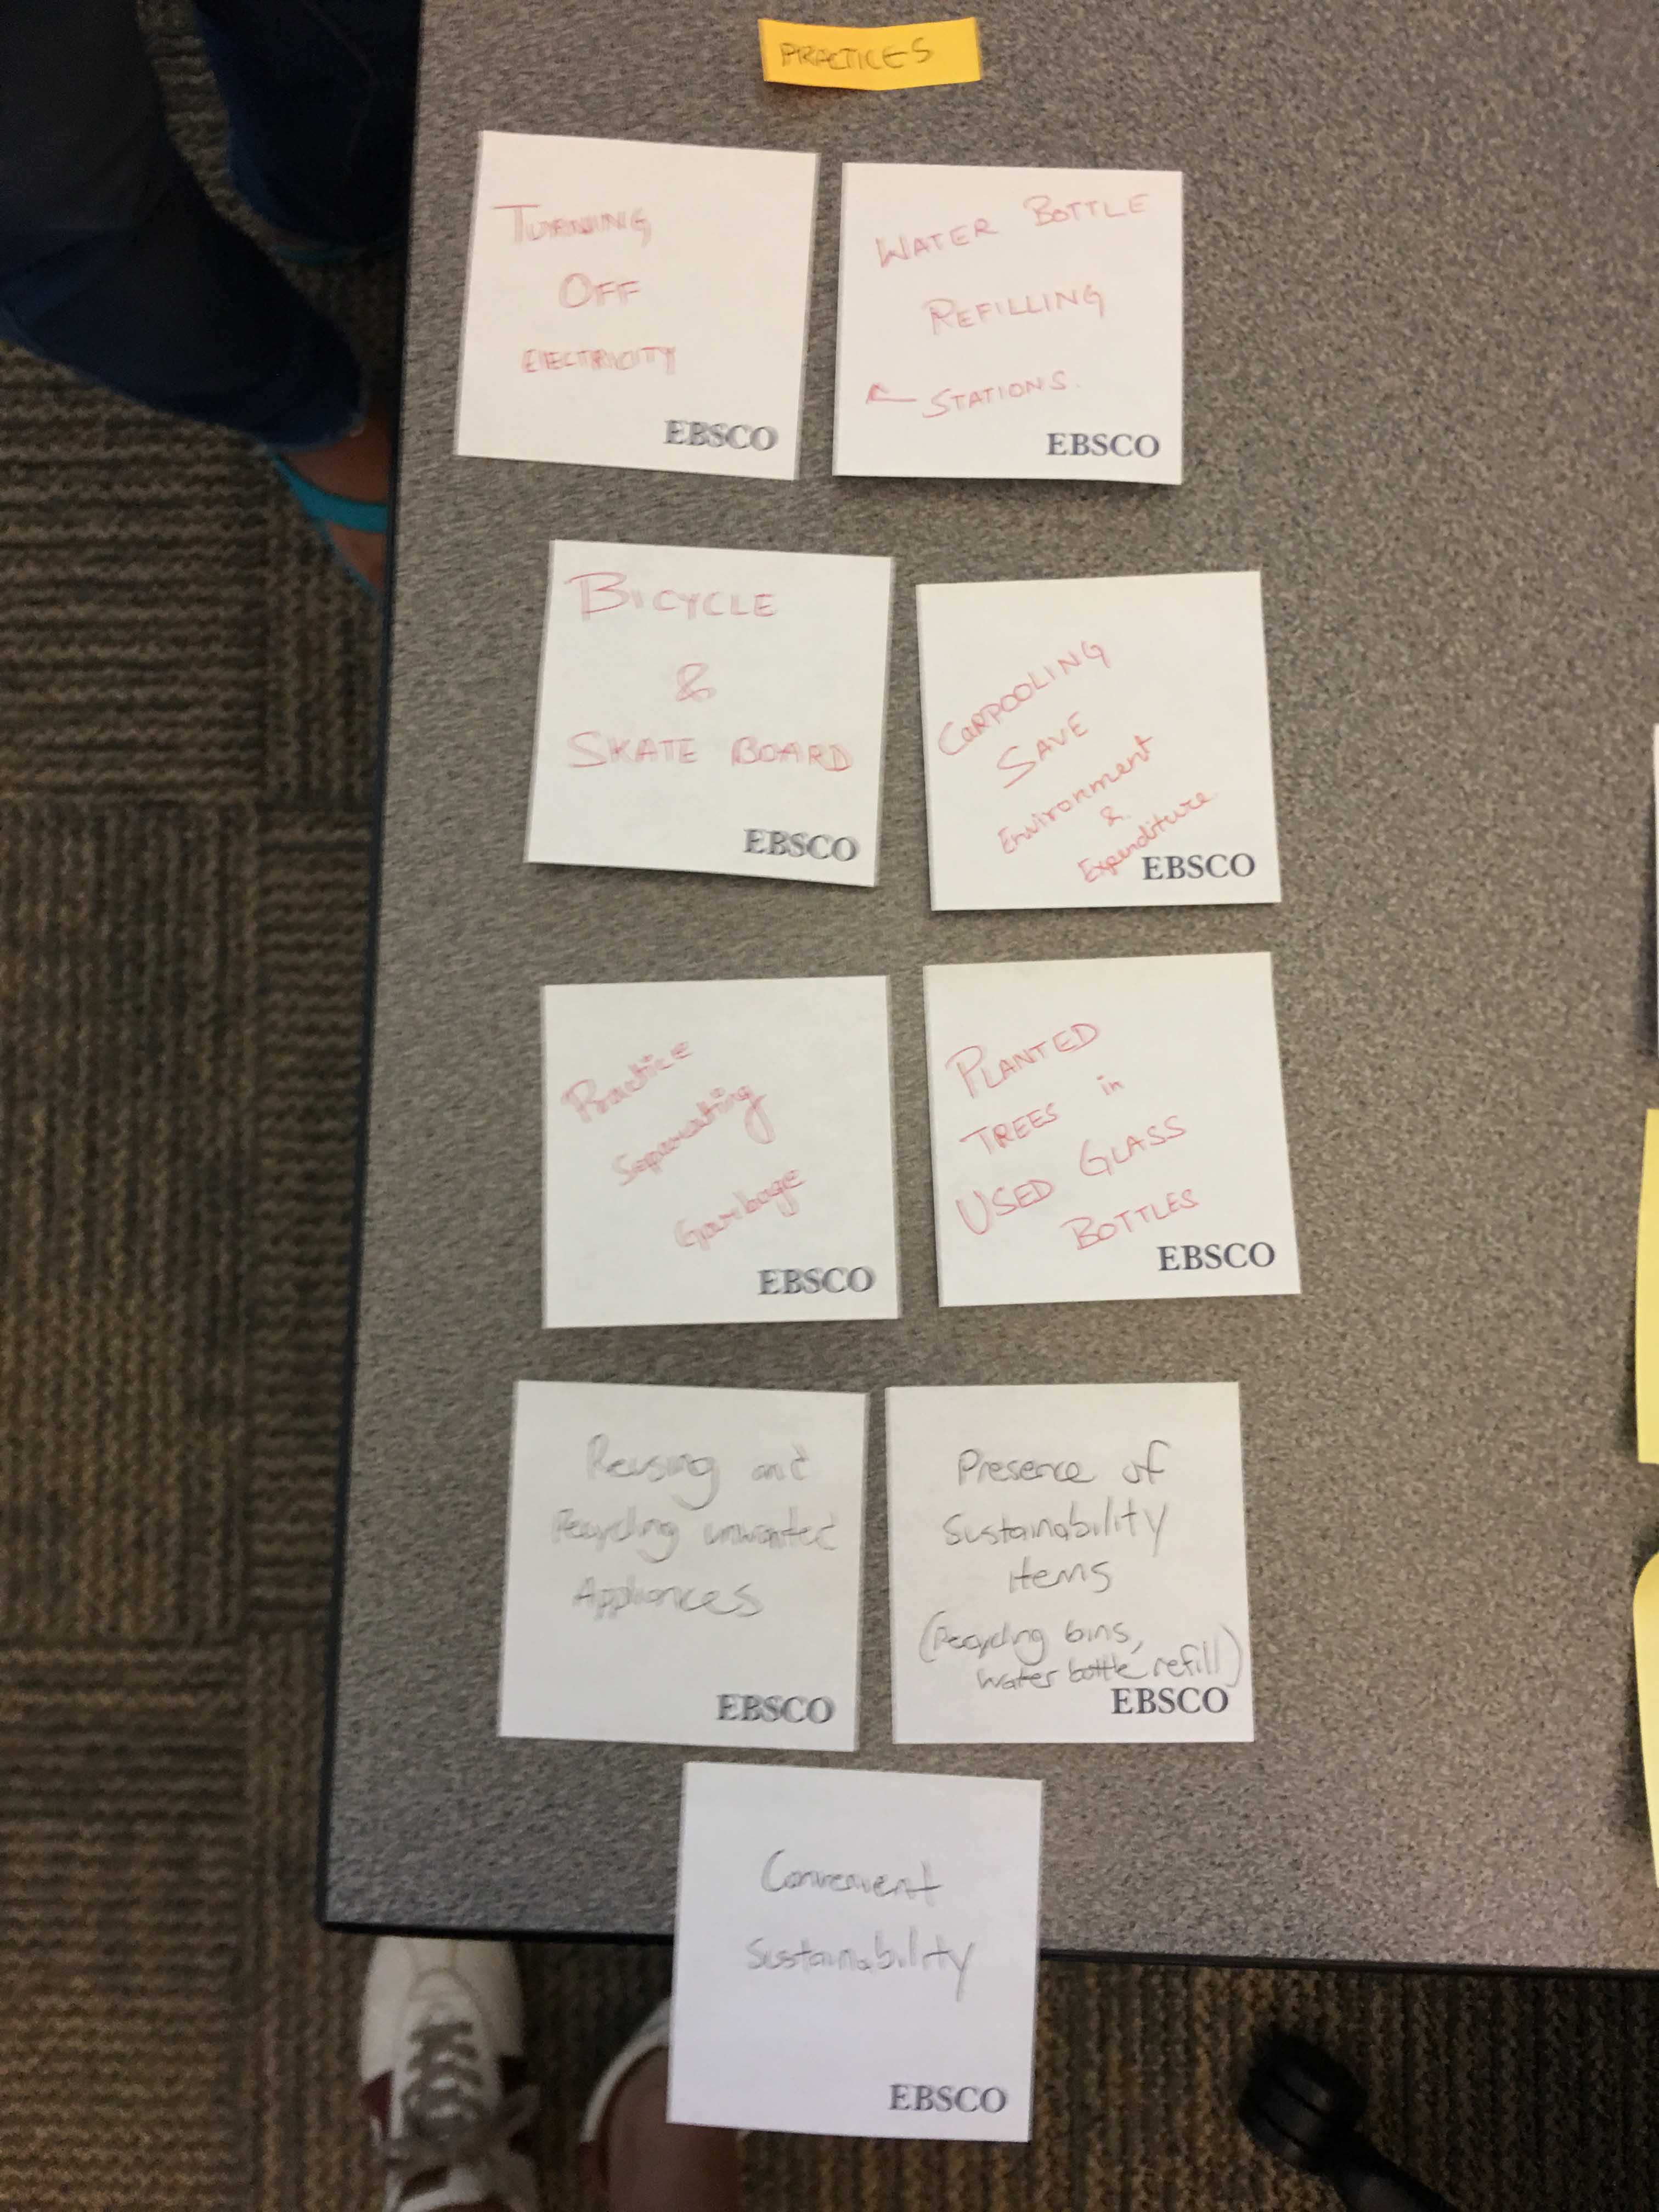 PRACTICES
TURNING
OFF
ELECTRICITY
EBSCO
WATER BOTTLE
REFILLING
STATIONS.
EBSCO
BICYCLE
&
SKATE BOARD
EBSCO
CARPOOLING
SAVE
Environment
&
Expenditure
EBSCO
Practice
Separating
Garbage
EBSCO
PLANTED
TREES in
USED GLASS
BOTTLES
EBSCO
Reusing and
Recycling unwanted
Appliances
EBSCO
Presence of
Sustainability
items
(Recycling bins,
water bottle refill)
EBSCO
Convenient
Sustainability
EBSCO